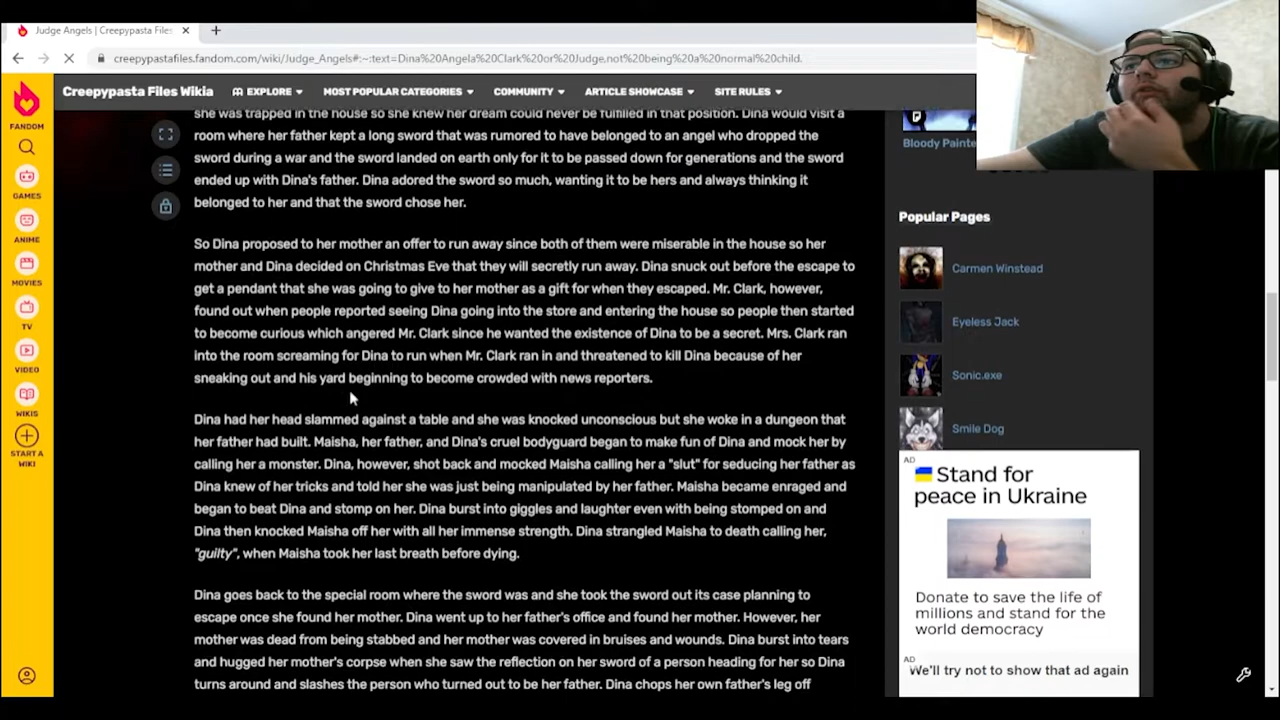 Judge Angels | Creepypasta Files
creepypastafiles.fandom.com/wiki/Judge_Angels#:~:text=Dina%20Angela%20Clark%20or%20Judge,not%20being%20a%20normal%20child.
Creepypasta Files Wikia
EXPLORE
MOST POPULAR CATEGORIES
COMMUNITY
ARTICLE SHOWCASE
SITE RULES
FANDOM
GAMES
ANIME
MOVIES
TV
VIDEO
WIKIS
START A
WIKI
she was trapped in the house so she knew her dream could never be fulfilled in that position. Dina would visit a
room where her father kept a long sword that was rumored to have belonged to an angel who dropped the
sword during a war and the sword landed on earth only for it to be passed down for generations and the sword
ended up with Dina's father. Dina adored the sword so much, wanting it to be hers and always thinking it
belonged to her and that the sword chose her.
So Dina proposed to her mother an offer to run away since both of them were miserable in the house so her
mother and Dina decided on Christmas Eve that they will secretly run away. Dina snuck out before the escape to
get a pendant that she was going to give to her mother as a gift for when they escaped. Mr. Clark, however,
found out when people reported seeing Dina going into the store and entering the house so people then started
to become curious which angered Mr. Clark since he wanted the existence of Dina to be a secret. Mrs. Clark ran
into the room screaming for Dina to run when Mr. Clark ran in and threatened to kill Dina because of her
sneaking out and his yard beginning to become crowded with news reporters.
Dina had her head slammed against a table and she was knocked unconscious but she woke in a dungeon that
her father had built. Maisha, her father, and Dina's cruel bodyguard began to make fun of Dina and mock her by
calling her a monster. Dina, however, shot back and mocked Maisha calling her a "slut" for seducing her father as
Dina knew of her tricks and told her she was just being manipulated by her father. Maisha became enraged and
began to beat Dina and stomp on her. Dina burst into giggles and laughter even with being stomped on and
Dina then knocked Maisha off her with all her immense strength. Dina strangled Maisha to death calling her,
"guilty", when Maisha took her last breath before dying.
Dina goes back to the special room where the sword was and she took the sword out its case planning to
escape once she found her mother. Dina went up to her father's office and found her mother. However, her
mother was dead from being stabbed and her mother was covered in bruises and wounds. Dina burst into tears
and hugged her mother's corpse when she saw the reflection on her sword of a person heading for her so Dina
turns around and slashes the person who turned out to be her father. Dina chops her own father's leg off
Bloody Painte
Popular Pages
Carmen Winstead
Eyeless Jack
Sonic.exe
Smile Dog
AD
Stand for
peace in Ukraine
Donate to save the life of
millions and stand for the
world democracy
AD
We'll try not to show that ad again